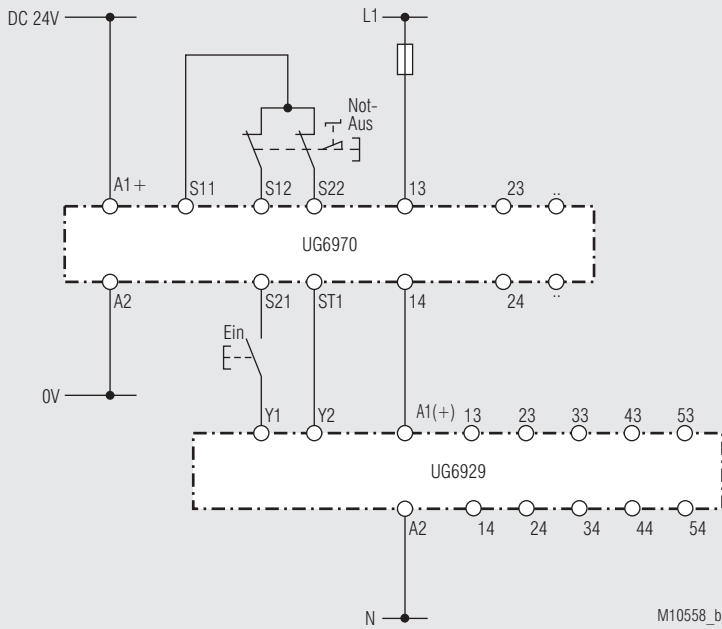 DC 24V
L1
Not-
Aus
A1+ S11 S12 S22 13 23 ..
UG6970
A2 S21 ST1 14 24 ..
Ein
0V
Y1 Y2 A1(+) 13 23 33 43 53
UG6929
A2 14 24 34 44 54
N
M10558_b